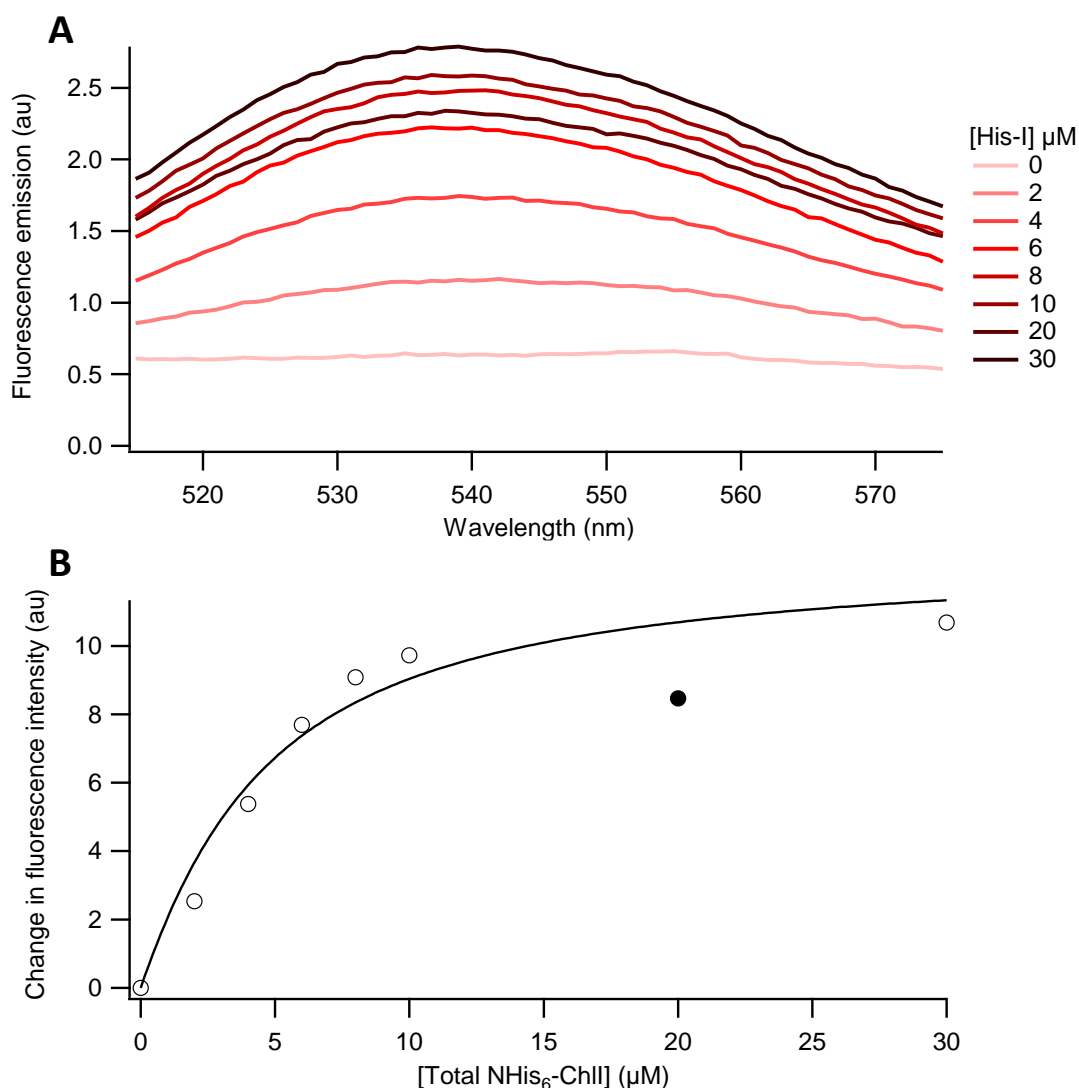 A
Fluorescence emission (au)
2.5
2.0
1.5
1.0
0.5
0.0
520 530 540 550 560 570
Wavelength (nm)
[His-I] µM
0
2
4
6
8
10
20
30
B
Change in fluorescence intensity (au)
10
8
6
4
2
0
0 5 10 15 20 25 30
[Total NHis₆-ChlI] (µM)